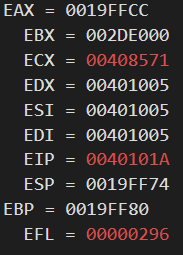 EAX = 0019FFCC
EBX = 002DE000
ECX = 00408571
EDX = 00401005
ESI = 00401005
EDI = 00401005
EIP = 0040101A
ESP = 0019FF74
EBP = 0019FF80
EFL = 00000296